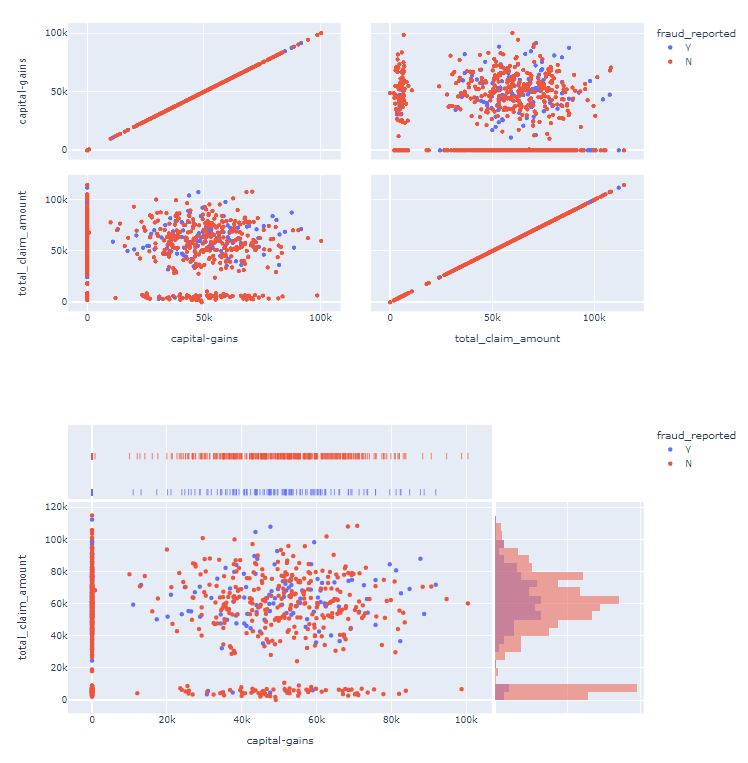 fraud_reported
Y
N
100k
50k
0
capital-gains
100k
50k
0
total_claim_amount
0
50k
100k
capital-gains
0
50k
100k
total_claim_amount
fraud_reported
Y
N
120k
100k
80k
60k
40k
20k
0
total_claim_amount
0
20k
40k
60k
80k
100k
capital-gains